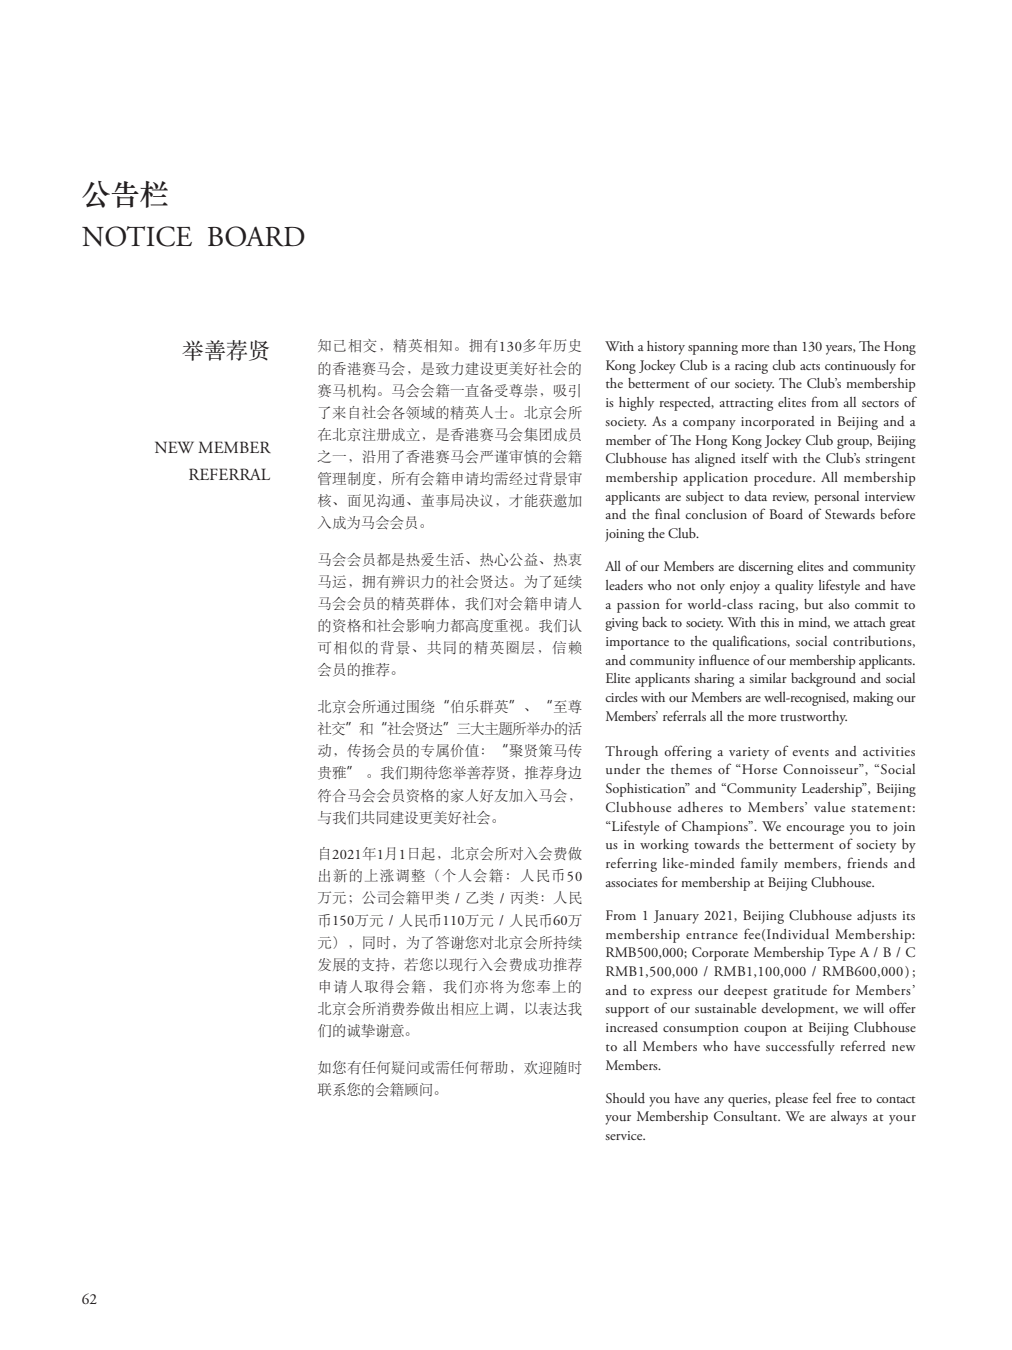 公告栏
NOTICE BOARD
举善荐贤
NEW MEMBER
REFERRAL
知己相交，精英相知。拥有130多年历史
的香港赛马会，是致力建设更美好社会的
赛马机构。马会会籍一直备受尊崇，吸引
了来自社会各领域的精英人士。北京会所
在北京注册成立，是香港赛马会集团成员
之一，沿用了香港赛马会严谨审慎的会籍
管理制度，所有会籍申请均需经过背景审
核、面见沟通、董事局决议，才能获邀加
入成为马会会员。
马会会员都是热爱生活、热心公益、热衷
马运，拥有辨识力的社会贤达。为了延续
马会会员的精英群体，我们对会籍申请人
的资格和社会影响力都高度重视。我们认
可相似的背景、共同的精英圈层，信赖
会员的推荐。
北京会所通过围绕“伯乐群英”、“至尊
社交”和“社会贤达”三大主题所举办的活
动，传扬会员的专属价值：“聚贤策马传
贵雅” 。我们期待您举善荐贤，推荐身边
符合马会会员资格的家人好友加入马会，
与我们共同建设更美好社会。
自2021年1月1日起，北京会所对入会费做
出新的上涨调整（个人会籍：人民币50
万元；公司会籍甲类 / 乙类 / 丙类：人民
币150万元 / 人民币110万元 / 人民币60万
元），同时，为了答谢您对北京会所持续
发展的支持，若您以现行入会费成功推荐
申请人取得会籍，我们亦将为您奉上的
北京会所消费券做出相应上调，以表达我
们的诚挚谢意。
如您有任何疑问或需任何帮助，欢迎随时
联系您的会籍顾问。
With a history spanning more than 130 years, The Hong
Kong Jockey Club is a racing club acts continuously for
the betterment of our society. The Club’s membership
is highly respected, attracting elites from all sectors of
society. As a company incorporated in Beijing and a
member of The Hong Kong Jockey Club group, Beijing
Clubhouse has aligned itself with the Club’s stringent
membership application procedure. All membership
applicants are subject to data review, personal interview
and the final conclusion of Board of Stewards before
joining the Club.
All of our Members are discerning elites and community
leaders who not only enjoy a quality lifestyle and have
a passion for world-class racing, but also commit to
giving back to society. With this in mind, we attach great
importance to the qualifications, social contributions,
and community influence of our membership applicants.
Elite applicants sharing a similar background and social
circles with our Members are well-recognised, making our
Members’ referrals all the more trustworthy.
Through offering a variety of events and activities
under the themes of “Horse Connoisseur”, “Social
Sophistication” and “Community Leadership”, Beijing
Clubhouse adheres to Members’ value statement:
“Lifestyle of Champions”. We encourage you to join
us in working towards the betterment of society by
referring like-minded family members, friends and
associates for membership at Beijing Clubhouse.
From 1 January 2021, Beijing Clubhouse adjusts its
membership entrance fee(Individual Membership:
RMB500,000; Corporate Membership Type A / B / C
RMB1,500,000 / RMB1,100,000 / RMB600,000);
and to express our deepest gratitude for Members’
support of our sustainable development, we will offer
increased consumption coupon at Beijing Clubhouse
to all Members who have successfully referred new
Members.
Should you have any queries, please feel free to contact
your Membership Consultant. We are always at your
service.
62